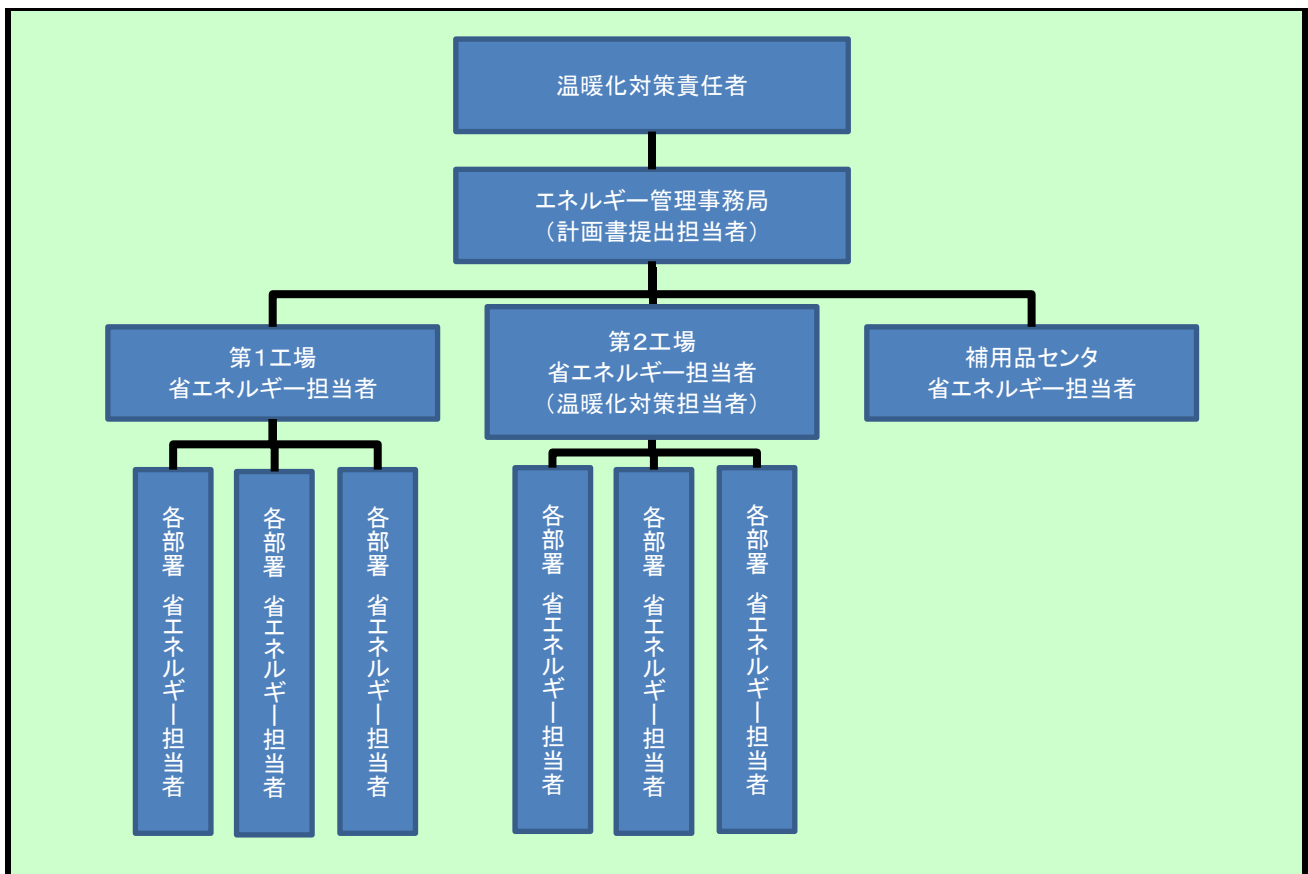 温暖化対策責任者
エネルギー管理事務局
（計画書提出担当者）
第1工場
省エネルギー担当者
第2工場
省エネルギー担当者
（温暖化対策担当者）
補用品センタ
省エネルギー担当者
各部署 省エネルギー担当者
各部署 省エネルギー担当者
各部署 省エネルギー担当者
各部署 省エネルギー担当者
各部署 省エネルギー担当者
各部署 省エネルギー担当者